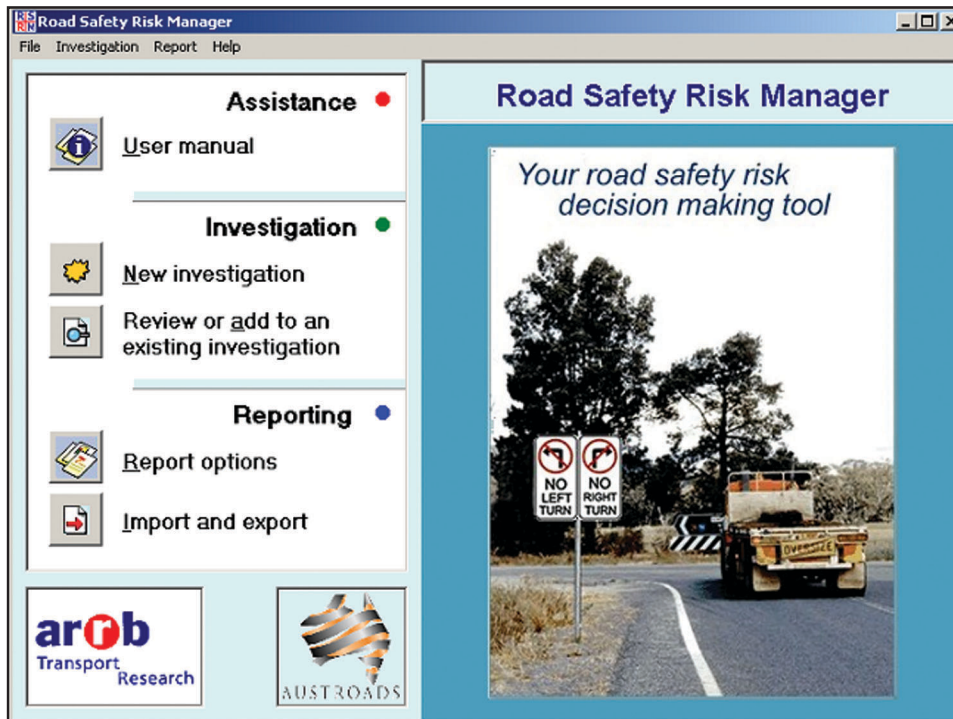 Road Safety Risk Manager
File Investigation Report Help
Assistance
User manual
Investigation
New investigation
Review or add to an
existing investigation
Reporting
Report options
Import and export
arrb
Transport
Research
AUSTROADS
Road Safety Risk Manager
Your road safety risk
decision making tool
NO
LEFT
TURN
NO
RIGHT
TURN
OVERSIZE